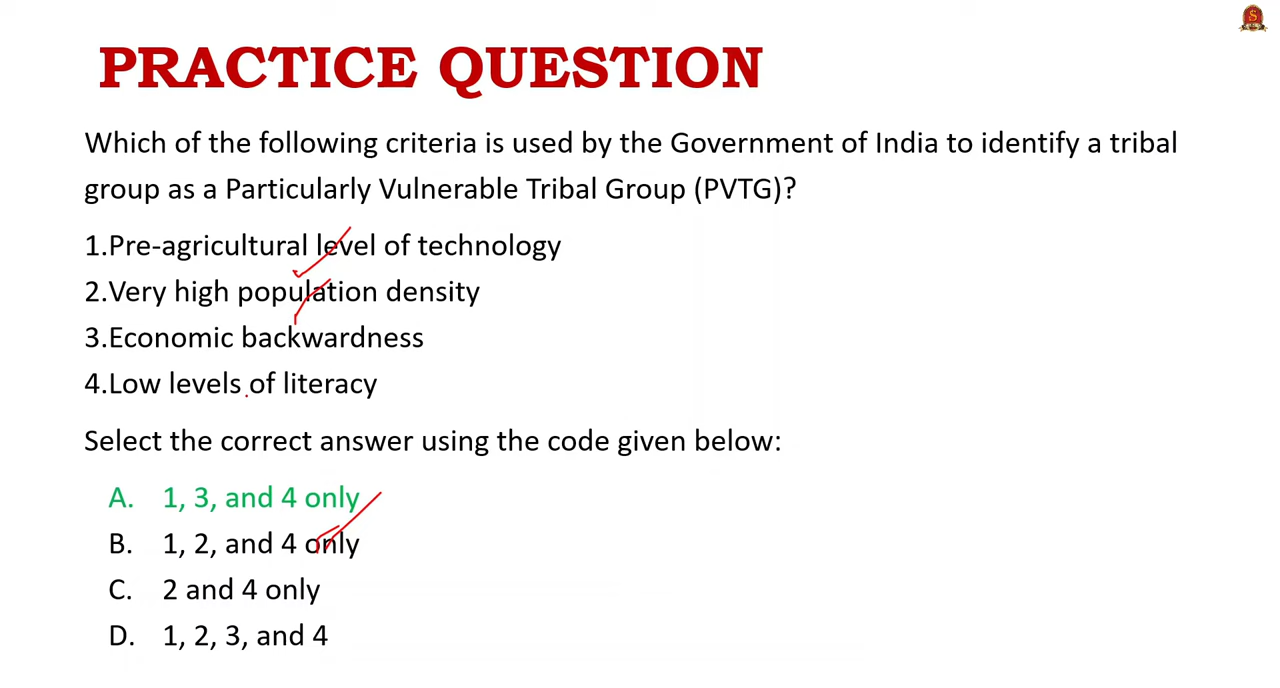 PRACTICE QUESTION
Which of the following criteria is used by the Government of India to identify a tribal
group as a Particularly Vulnerable Tribal Group (PVTG)?
1.Pre-agricultural level of technology
2.Very high population density
3.Economic backwardness
4.Low levels of literacy
Select the correct answer using the code given below:
A. 1, 3, and 4 only
B. 1, 2, and 4 only
C. 2 and 4 only
D. 1, 2, 3, and 4